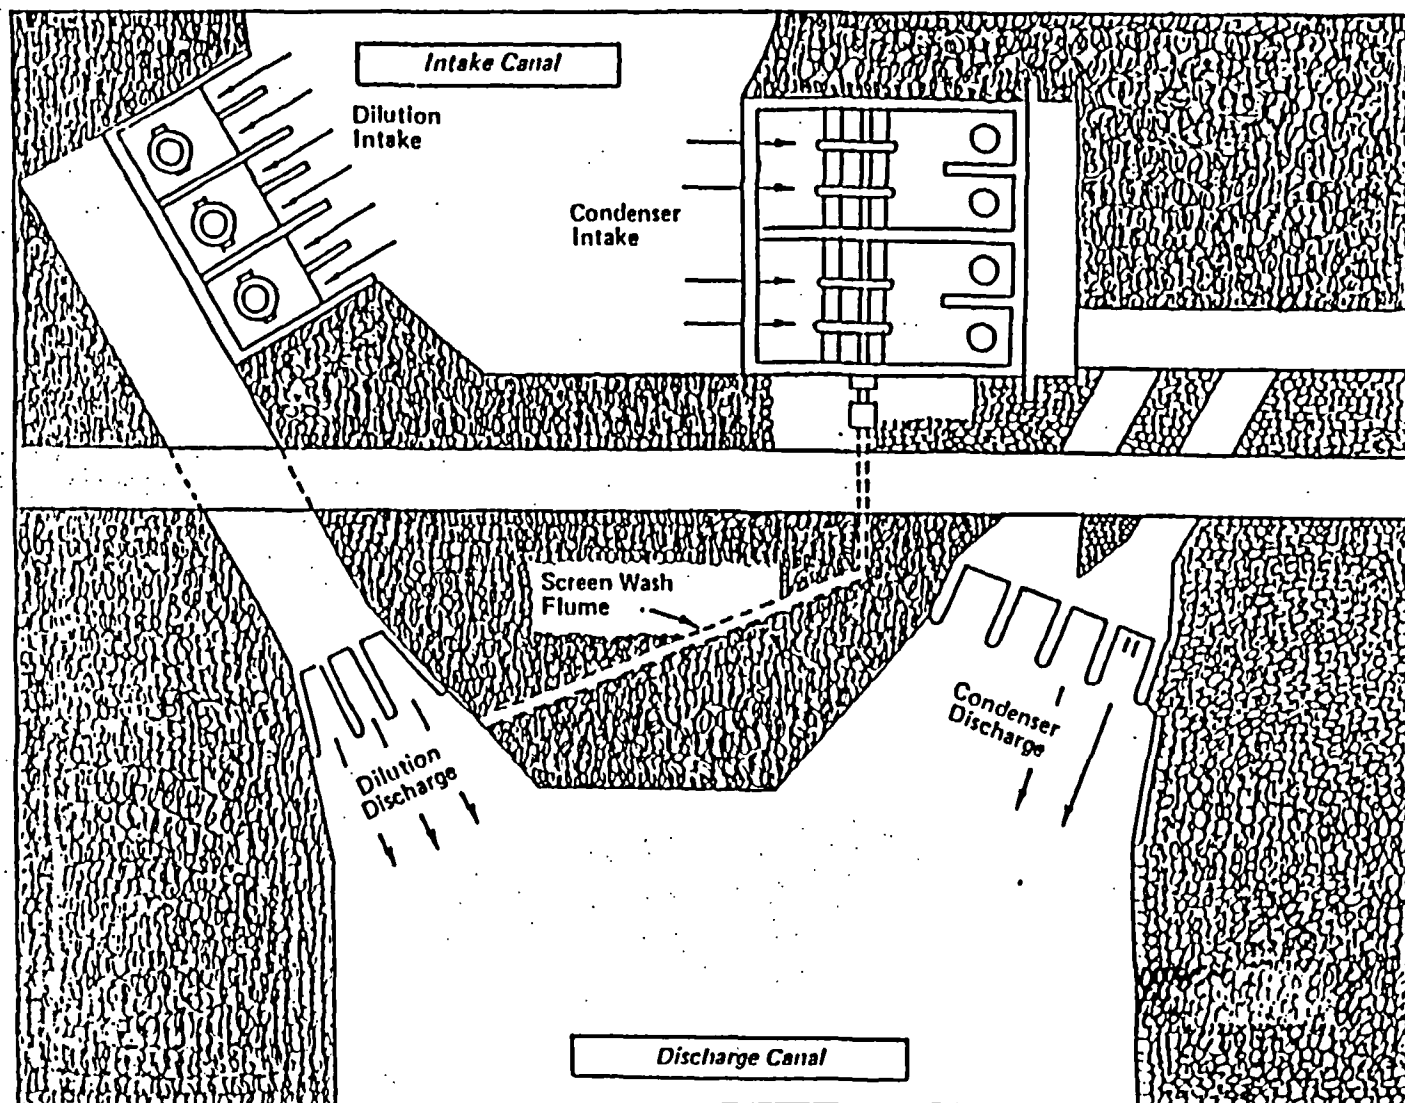 Intake Canal
Dilution
Intake
Condenser
Intake
Screen Wash
Flume
Condenser
Discharge
Dilution
Discharge
Discharge Canal